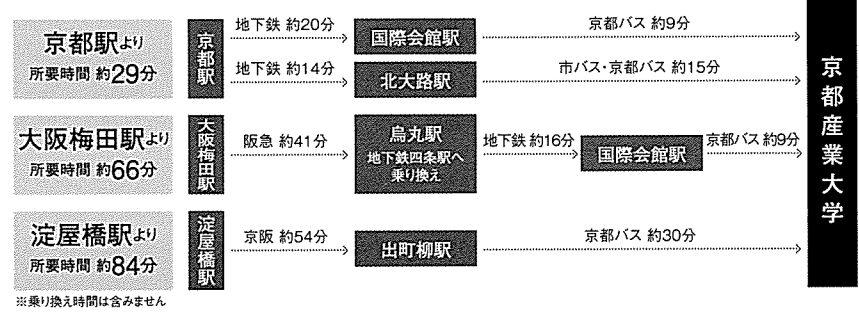 京都駅より
所要時間 約29分
京都駅
地下鉄 約20分
国際会館駅
京都バス 約9分
地下鉄 約14分
北大路駅
市バス・京都バス 約15分
大阪梅田駅より
所要時間 約66分
大阪梅田駅
阪急 約41分
烏丸駅
地下鉄四条駅へ
乗り換え
地下鉄 約16分
国際会館駅
京都バス 約9分
淀屋橋駅より
所要時間 約84分
淀屋橋駅
京阪 約54分
出町柳駅
京都バス 約30分
京都産業大学
※乗り換え時間は含みません